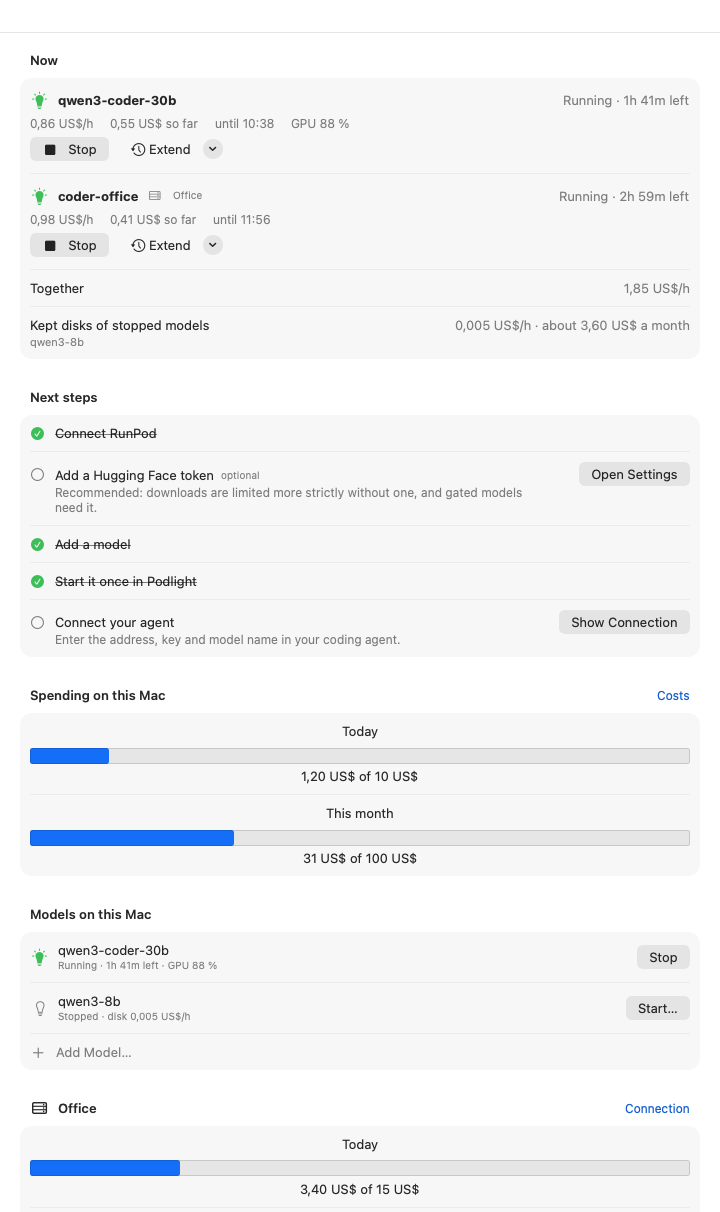 Now
qwen3-coder-30b
Running · 1h 41m left
0,86 US$/h 0,55 US$ so far until 10:38 GPU 88 %
Stop Extend
coder-office Office
Running · 2h 59m left
0,98 US$/h 0,41 US$ so far until 11:56
Stop Extend
Together 1,85 US$/h
Kept disks of stopped models 0,005 US$/h · about 3,60 US$ a month
qwen3-8b
Next steps
Connect RunPod
Add a Hugging Face token optional
Open Settings
Recommended: downloads are limited more strictly without one, and gated models
need it.
Add a model
Start it once in Podlight
Connect your agent
Show Connection
Enter the address, key and model name in your coding agent.
Spending on this Mac Costs
Today
1,20 US$ of 10 US$
This month
31 US$ of 100 US$
Models on this Mac
qwen3-coder-30b
Running · 1h 41m left · GPU 88 %
Stop
qwen3-8b
Stopped · disk 0,005 US$/h
Start...
Add Model...
Office Connection
Today
3,40 US$ of 15 US$